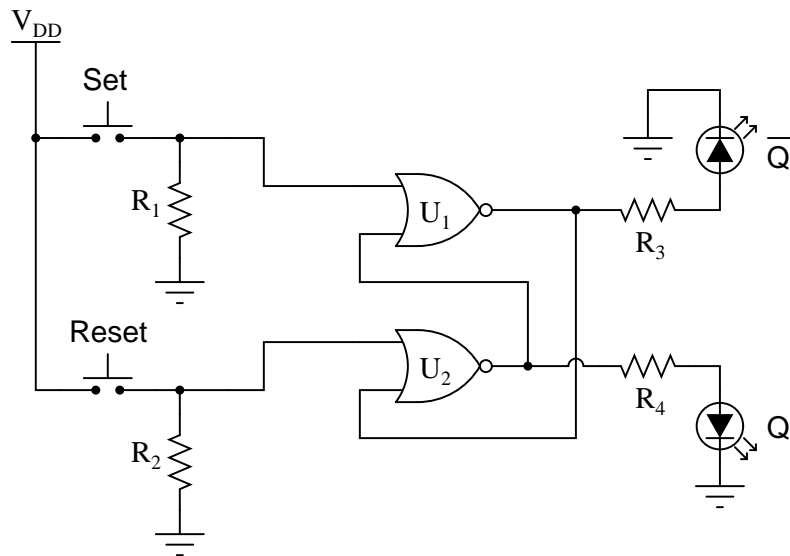 V_DD
Set
R₁
U₁
R₃
Q̅
Reset
R₂
U₂
R₄
Q